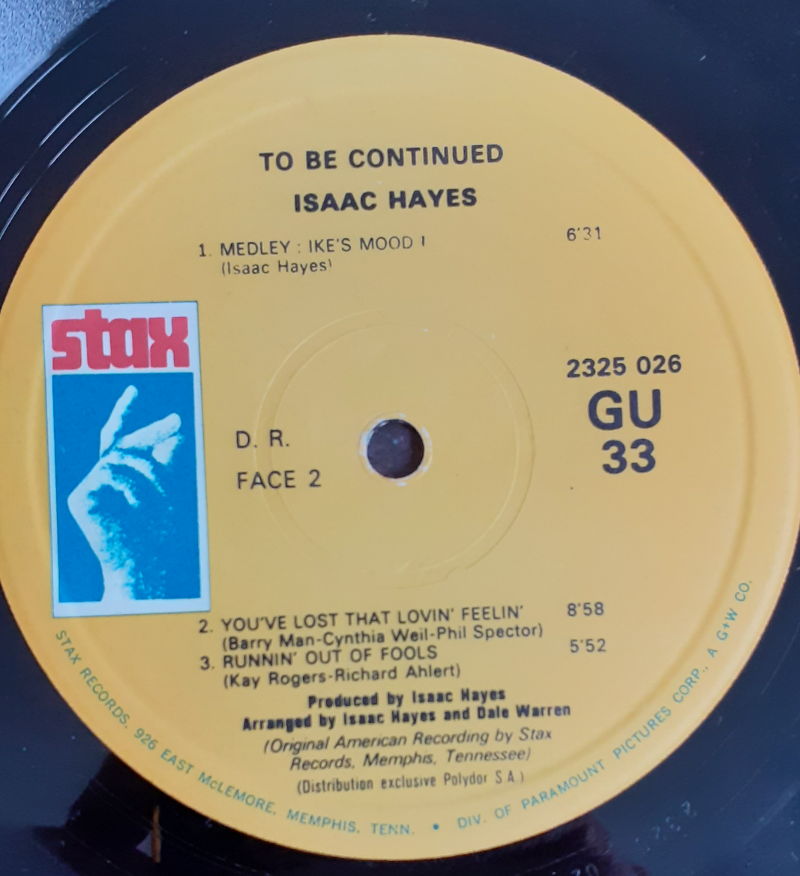 TO BE CONTINUED
ISAAC HAYES
1. MEDLEY : IKE'S MOOD I 6'31
(Isaac Hayes)
stax
2325 026
GU
33
D. R.
FACE 2
2. YOU'VE LOST THAT LOVIN' FEELIN' 8'58
(Barry Man-Cynthia Weil-Phil Spector)
3. RUNNIN' OUT OF FOOLS 5'52
(Kay Rogers-Richard Ahlert)
Produced by Isaac Hayes
Arranged by Isaac Hayes and Dale Warren
(Original American Recording by Stax
Records, Memphis, Tennessee)
(Distribution exclusive Polydor S.A.)
STAX RECORDS, 926 EAST McLEMORE, MEMPHIS, TENN. • DIV. OF PARAMOUNT PICTURES CORP., A G+W CO.